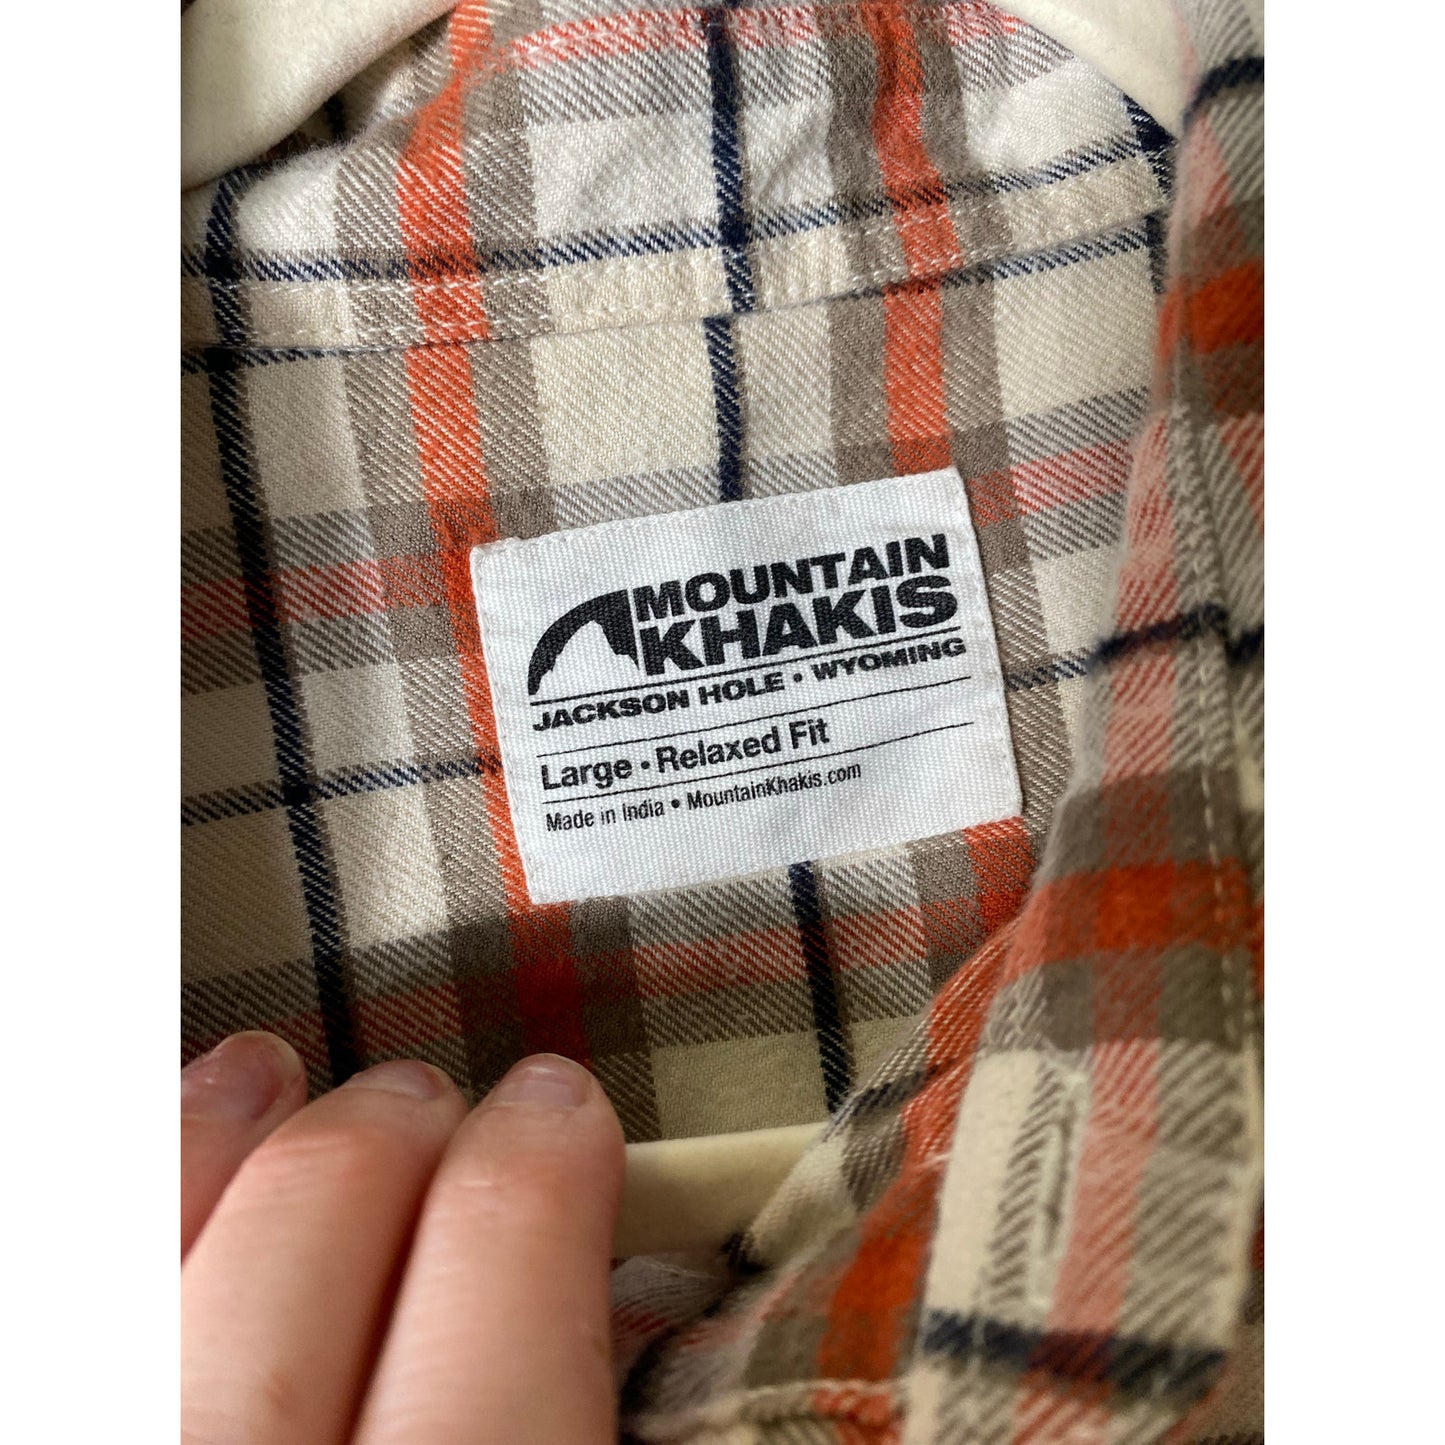 MOUNTAIN
KHAKIS
JACKSON HOLE • WYOMING
Large • Relaxed Fit
Made in India • MountainKhakis.com